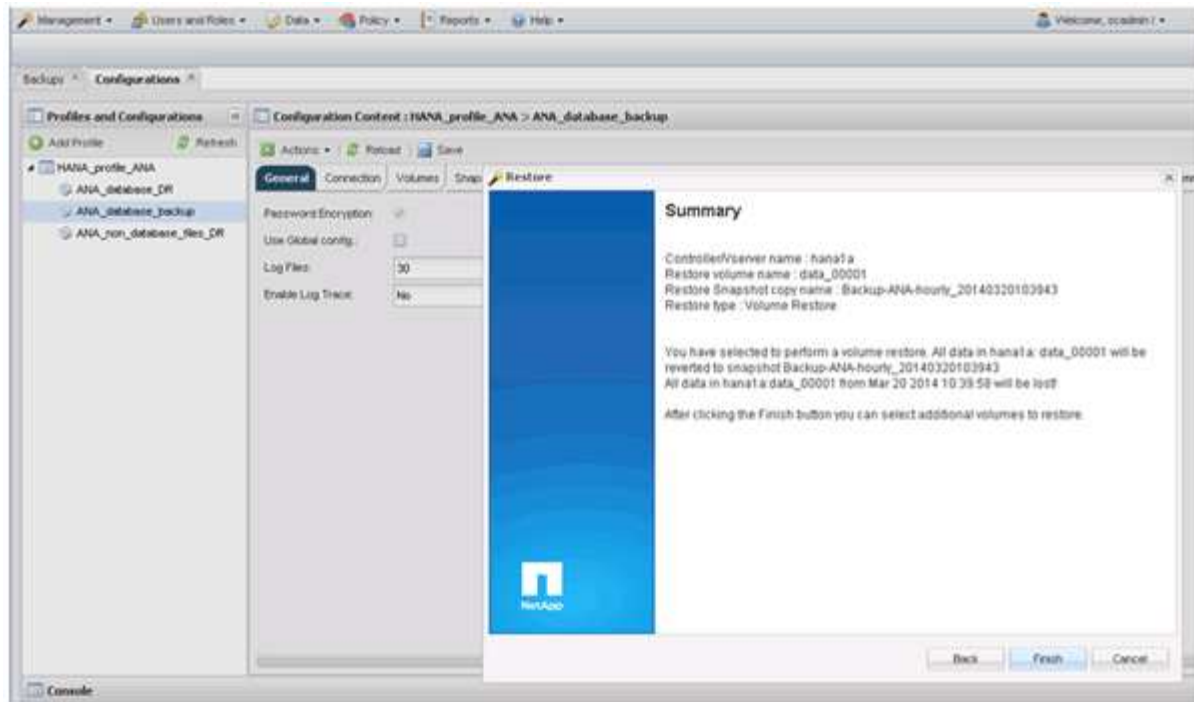 Management
Users and Roles
Data
Policy
Reports
Help
Welcome, ocadmin !
Backups
Configurations
Profiles and Configurations
Configuration Content : HANA_profile_ANA > ANA_database_backup
Add Profile
Refresh
Actions
Reload
Save
HANA_profile_ANA
ANA_database_DR
ANA_database_backup
ANA_non_database_files_DR
General
Connection
Volumes
Snap
Password Encryption:
Use Global config.:
Log Files:
30
Enable Log Trace:
No
Restore
Summary
Controller/Vserver name : hana1a
Restore volume name : data_00001
Restore Snapshot copy name : Backup-ANA-hourly_20140320103943
Restore type : Volume Restore
You have selected to perform a volume restore. All data in hana1a: data_00001 will be
reverted to snapshot Backup-ANA-hourly_20140320103943
All data in hana1a:data_00001 from Mar 20 2014 10:39:58 will be lost!
After clicking the Finish button you can select additional volumes to restore.
NetApp
Back
Finish
Cancel
Console